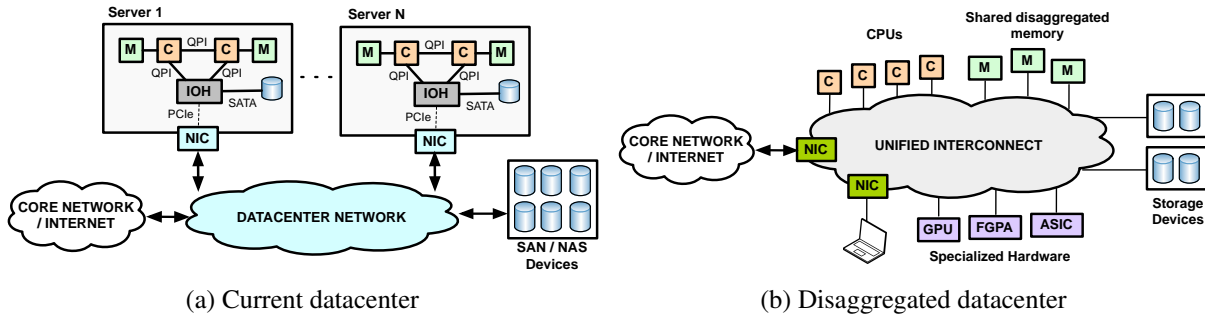 Server 1
M
C
QPI
C
M
QPI
QPI
IOH
SATA
PCIe
NIC
. . .
Server N
M
C
QPI
C
M
QPI
QPI
IOH
SATA
PCIe
NIC
CORE NETWORK
/ INTERNET
DATACENTER NETWORK
SAN / NAS
Devices
(a) Current datacenter
CPUs
Shared disaggregated
memory
C
C
C
C
M
M
M
CORE NETWORK
/ INTERNET
NIC
UNIFIED INTERCONNECT
NIC
GPU
FGPA
ASIC
Specialized Hardware
Storage
Devices
(b) Disaggregated datacenter